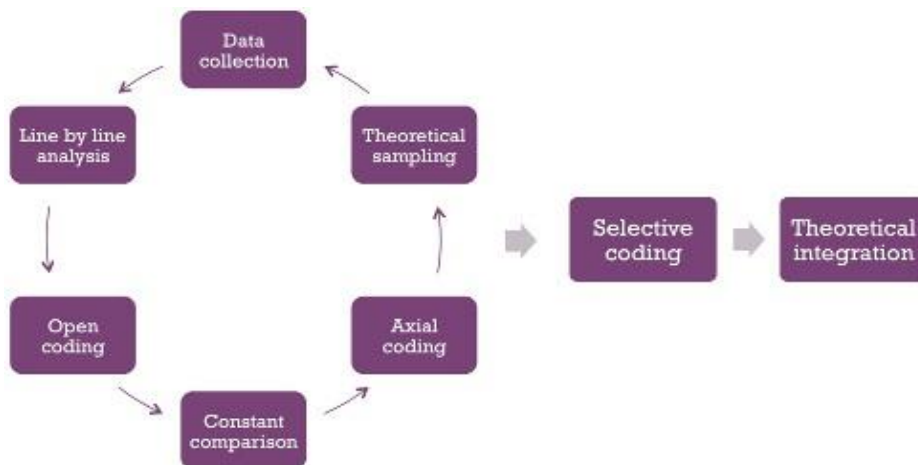 Data
collection
Line by line
analysis
Open
coding
Constant
comparison
Axial
coding
Theoretical
sampling
Selective
coding
Theoretical
integration